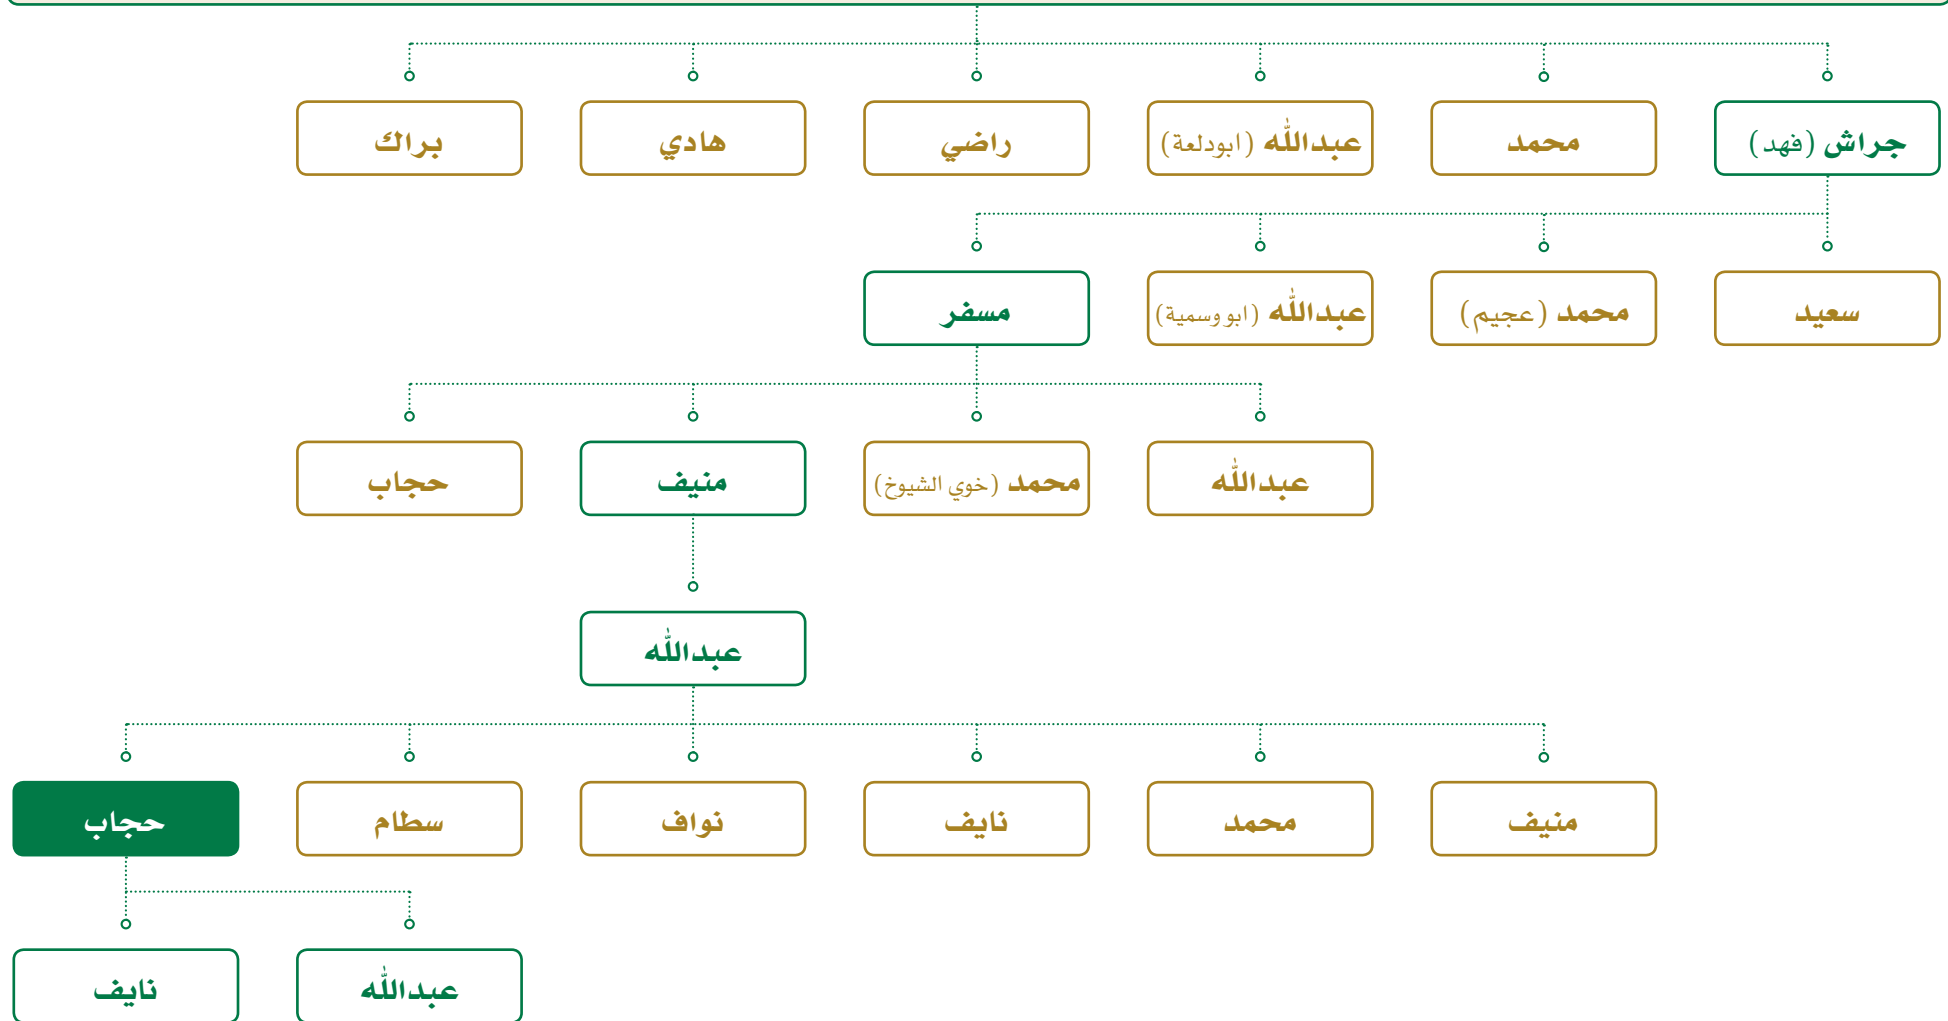 جراش (فهد)
محمد
عبدالله (ابودلعة)
راضي
هادي
براك
سعيد
محمد (عجيم)
عبدالله (ابووسمية)
مسفر
عبدالله
محمد (خوي الشيوخ)
منيف
حجاب
عبدالله
منيف
محمد
نايف
نواف
سطام
حجاب
عبدالله
نايف